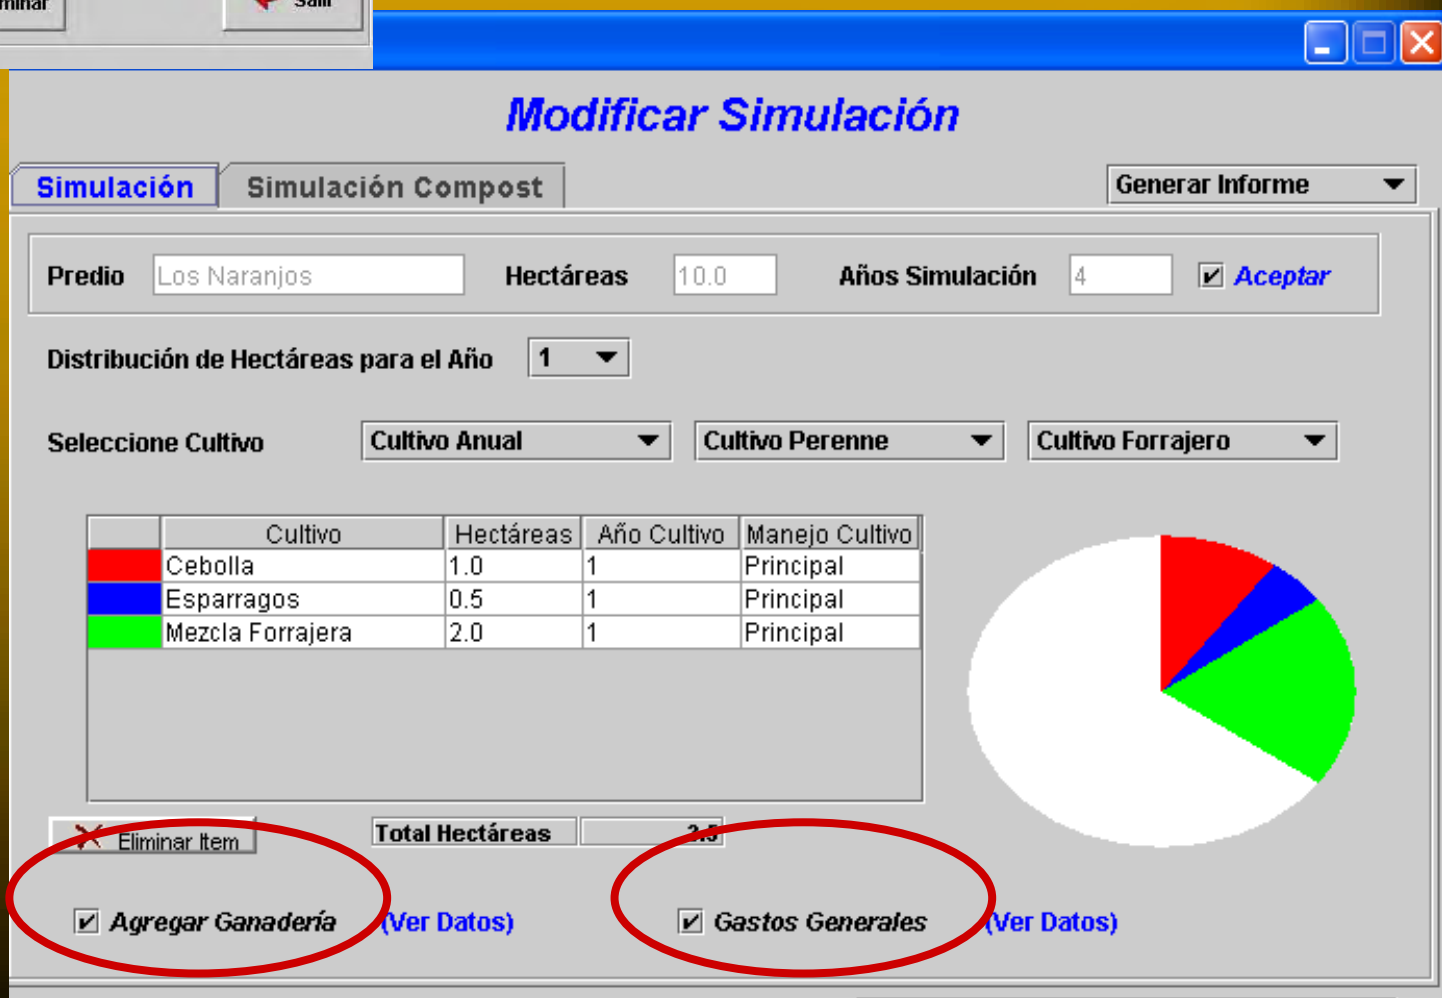 Modificar Simulación
Simulación Simulación Compost Generar Informe
Predio Los Naranjos Hectáreas 10.0 Años Simulación 4 Aceptar
Distribución de Hectáreas para el Año 1
Seleccione Cultivo Cultivo Anual Cultivo Perenne Cultivo Forrajero
Cultivo Hectáreas Año Cultivo Manejo Cultivo
Cebolla 1.0 1 Principal
Esparragos 0.5 1 Principal
Mezcla Forrajera 2.0 1 Principal
Eliminar Item Total Hectáreas 3.5
Agregar Ganadería (Ver Datos) Gastos Generales (Ver Datos)